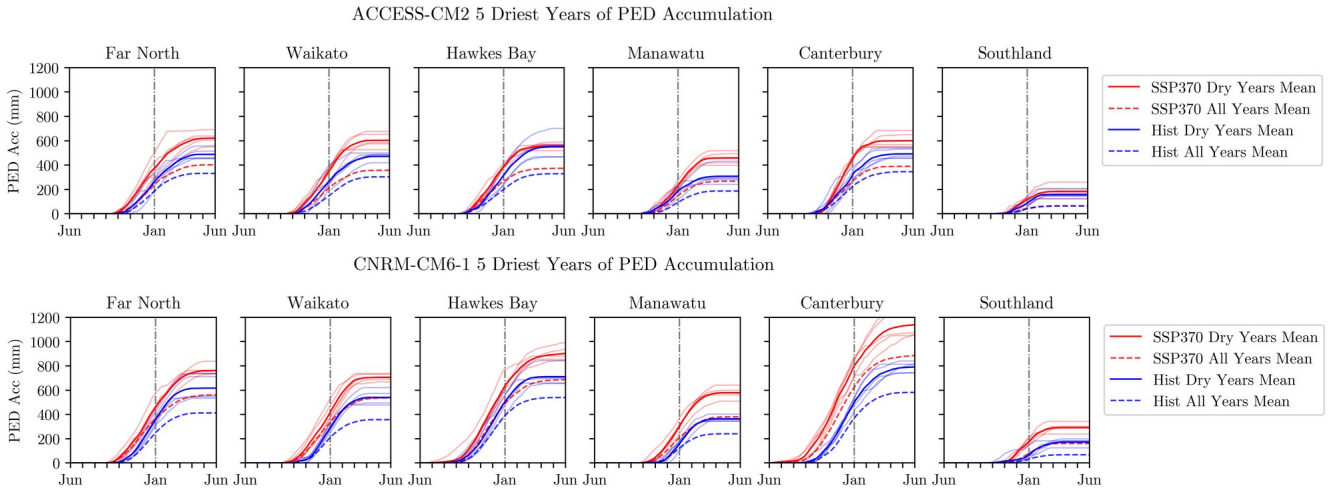 ACCESS-CM2 5 Driest Years of PED Accumulation
Far North Waikato Hawkes Bay Manawatu Canterbury Southland
1200
1000
800
600
400
200
0
PED Acc (mm)
Jun Jan Jun Jun Jan Jun Jun Jan Jun Jun Jan Jun Jun Jan Jun Jun Jan Jun
SSP370 Dry Years Mean
SSP370 All Years Mean
Hist Dry Years Mean
Hist All Years Mean
CNRM-CM6-1 5 Driest Years of PED Accumulation
Far North Waikato Hawkes Bay Manawatu Canterbury Southland
1200
1000
800
600
400
200
0
PED Acc (mm)
Jun Jan Jun Jun Jan Jun Jun Jan Jun Jun Jan Jun Jun Jan Jun Jun Jan Jun
SSP370 Dry Years Mean
SSP370 All Years Mean
Hist Dry Years Mean
Hist All Years Mean